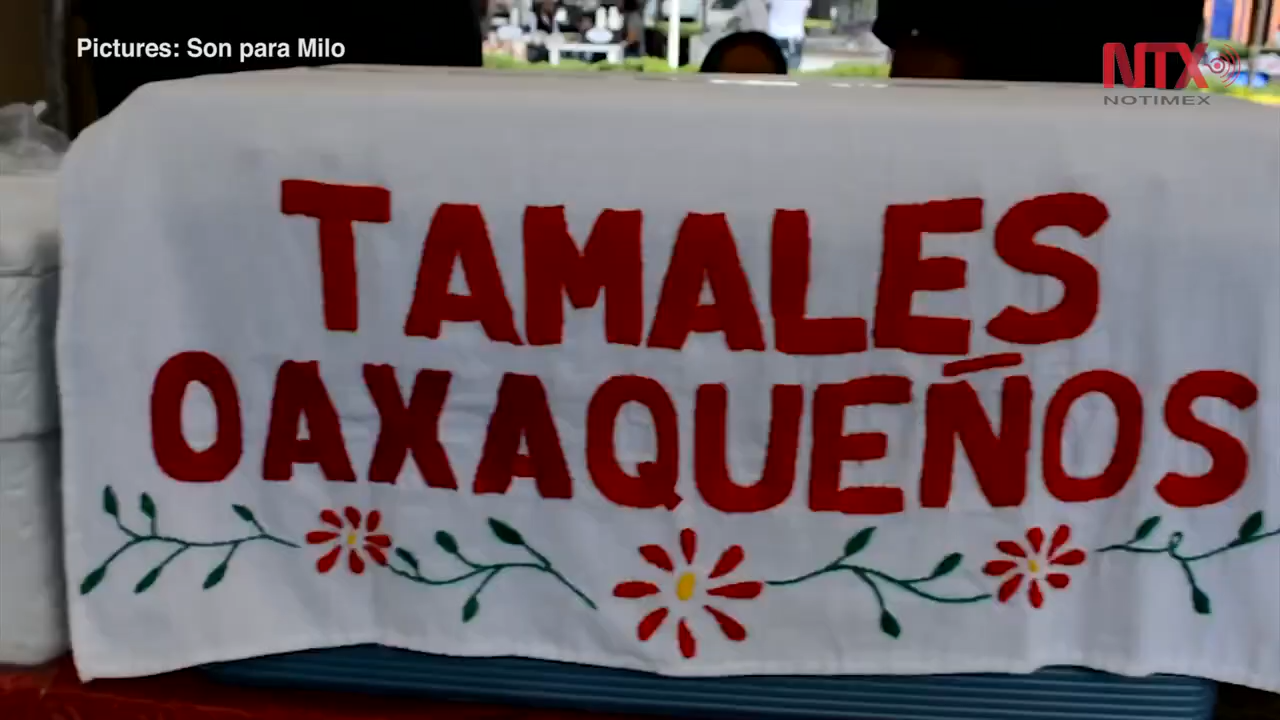 Pictures: Son para Milo
NTX
NOTIMEX
TAMALES
OAXAQUEÑOS